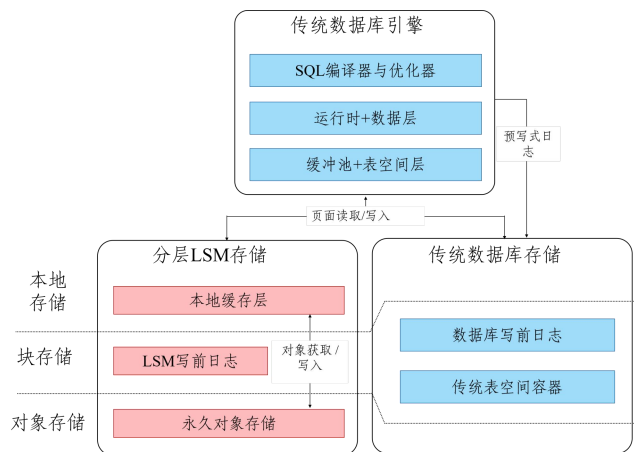 传统数据库引擎
SQL编译器与优化器
运行时+数据层
缓冲池+表空间层
预写式日
志
页面读取/写入
分层LSM存储
传统数据库存储
本地
存储
本地缓存层
块存储
LSM写前日志
对象获取 /
写入
数据库写前日志
传统表空间容器
对象存储
永久对象存储